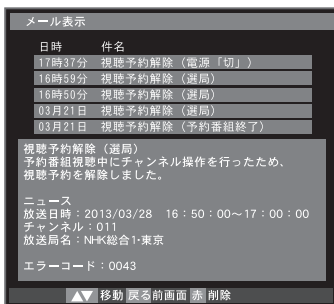 メール表示
日時 件名
17時37分 視聴予約解除（電源「切」）
16時59分 視聴予約解除（選局）
16時50分 視聴予約解除（選局）
03月21日 視聴予約解除（選局）
03月21日 視聴予約解除（予約番組終了）
視聴予約解除（選局）
予約番組視聴中にチャンネル操作を行ったため、
視聴予約を解除しました。
ニュース
放送日時：2013/03/28 16：50：00～17：00：00
チャンネル：011
放送局名：NHK総合1・東京
エラーコード：0043
▲▼ 移動 戻る 前画面 赤 削除